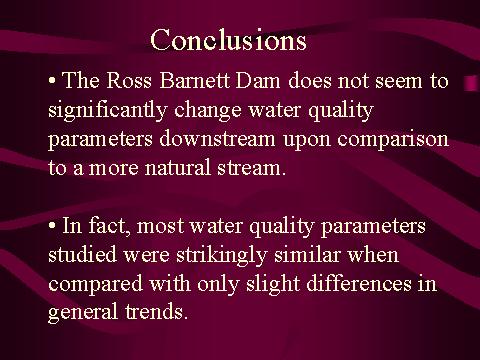 Conclusions
• The Ross Barnett Dam does not seem to
significantly change water quality
parameters downstream upon comparison
to a more natural stream.
• In fact, most water quality parameters
studied were strikingly similar when
compared with only slight differences in
general trends.